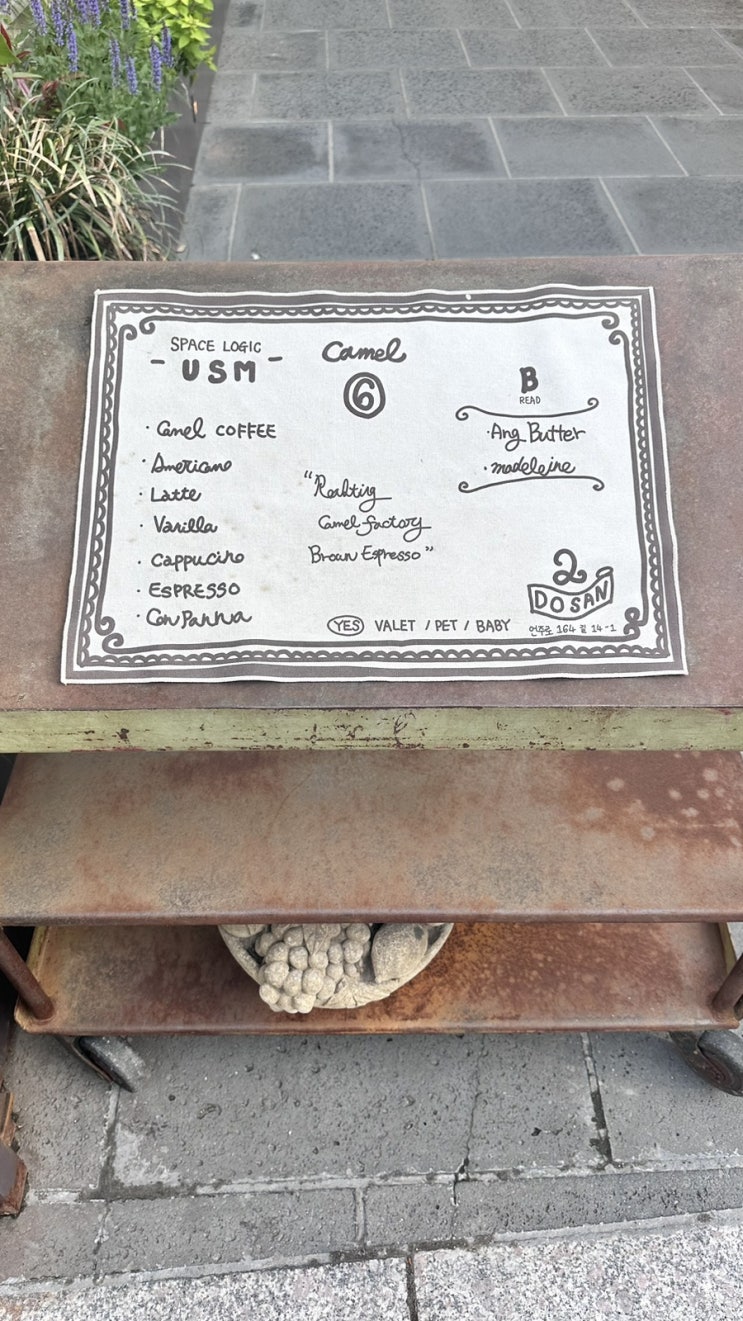 SPACE LOGIC
- USM -
· Camel COFFEE
· Americano
· Latte
· Vanilla
· cappuccino
· ESPRESSO
· Con Panna
Camel
6
"Roasting
Camel factory
Brown Espresso"
B
READ
· Ang Butter
· madeleine
2
DOSAN
언주로 164 길 14-1
YES VALET / PET / BABY